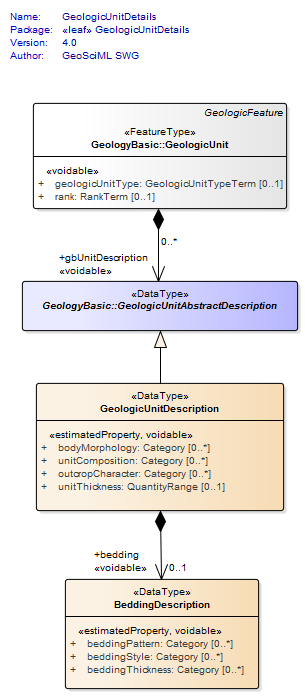 Name: GeologicUnitDetails
Package: «leaf» GeologicUnitDetails
Version: 4.0
Author: GeoSciML SWG
GeologicFeature
«FeatureType»
GeologyBasic::GeologicUnit
«voidable»
+ geologicUnitType: GeologicUnitTypeTerm [0..1]
+ rank: RankTerm [0..1]
0..*
+gbUnitDescription
«voidable»
«DataType»
GeologyBasic::GeologicUnitAbstractDescription
«DataType»
GeologicUnitDescription
«estimatedProperty, voidable»
+ bodyMorphology: Category [0..*]
+ unitComposition: Category [0..*]
+ outcropCharacter: Category [0..*]
+ unitThickness: QuantityRange [0..1]
+bedding
«voidable» 0..1
«DataType»
BeddingDescription
«estimatedProperty, voidable»
+ beddingPattern: Category [0..*]
+ beddingStyle: Category [0..*]
+ beddingThickness: Category [0..*]